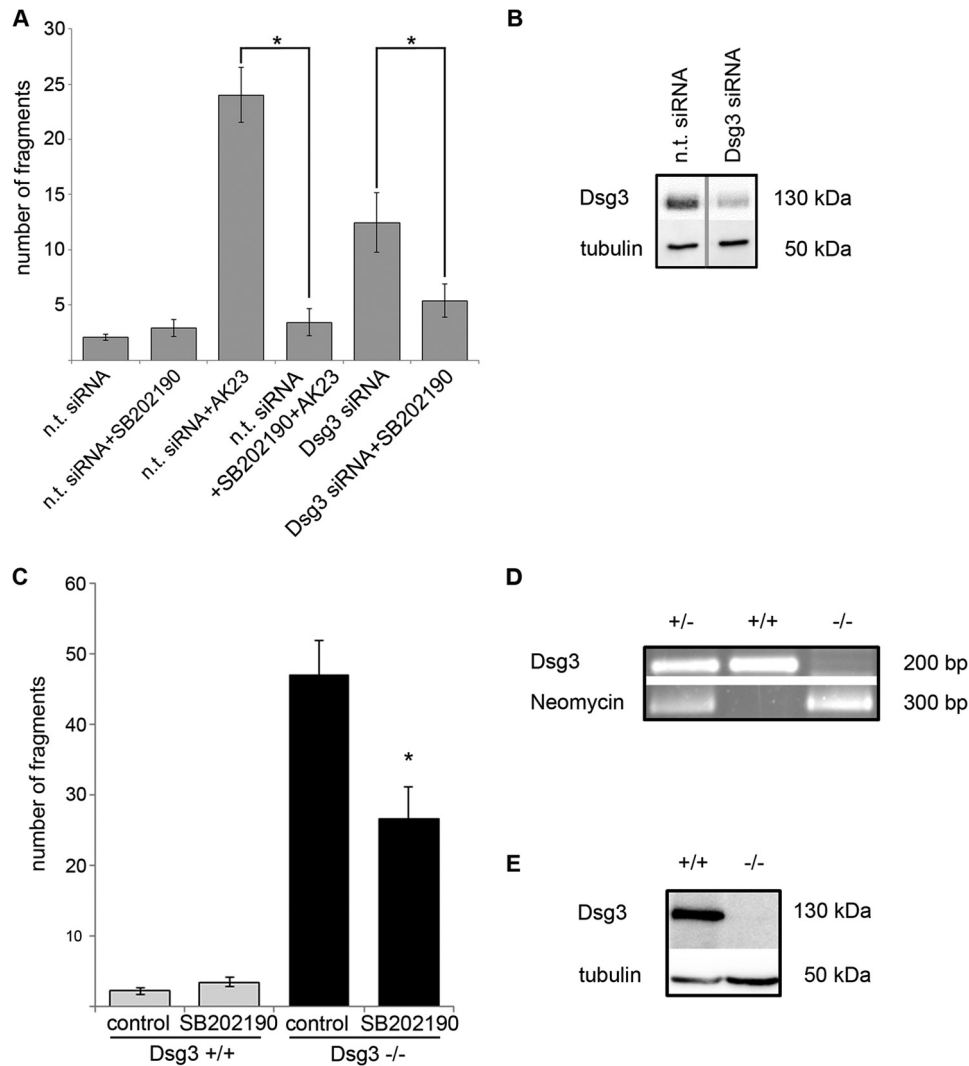 A
30
25
20
15
10
5
number of fragments
*
*
n.t. siRNA
n.t. siRNA+SB202190
n.t. siRNA+AK23
n.t. siRNA
+SB202190+AK23
Dsg3 siRNA
Dsg3 siRNA+SB202190
B
n.t. siRNA
Dsg3 siRNA
Dsg3
130 kDa
tubulin
50 kDa
C
60
50
40
30
20
10
number of fragments
*
control
SB202190
control
SB202190
Dsg3 +/+
Dsg3 -/-
D
+/-
+/+
-/-
Dsg3
200 bp
Neomycin
300 bp
E
+/+
-/-
Dsg3
130 kDa
tubulin
50 kDa